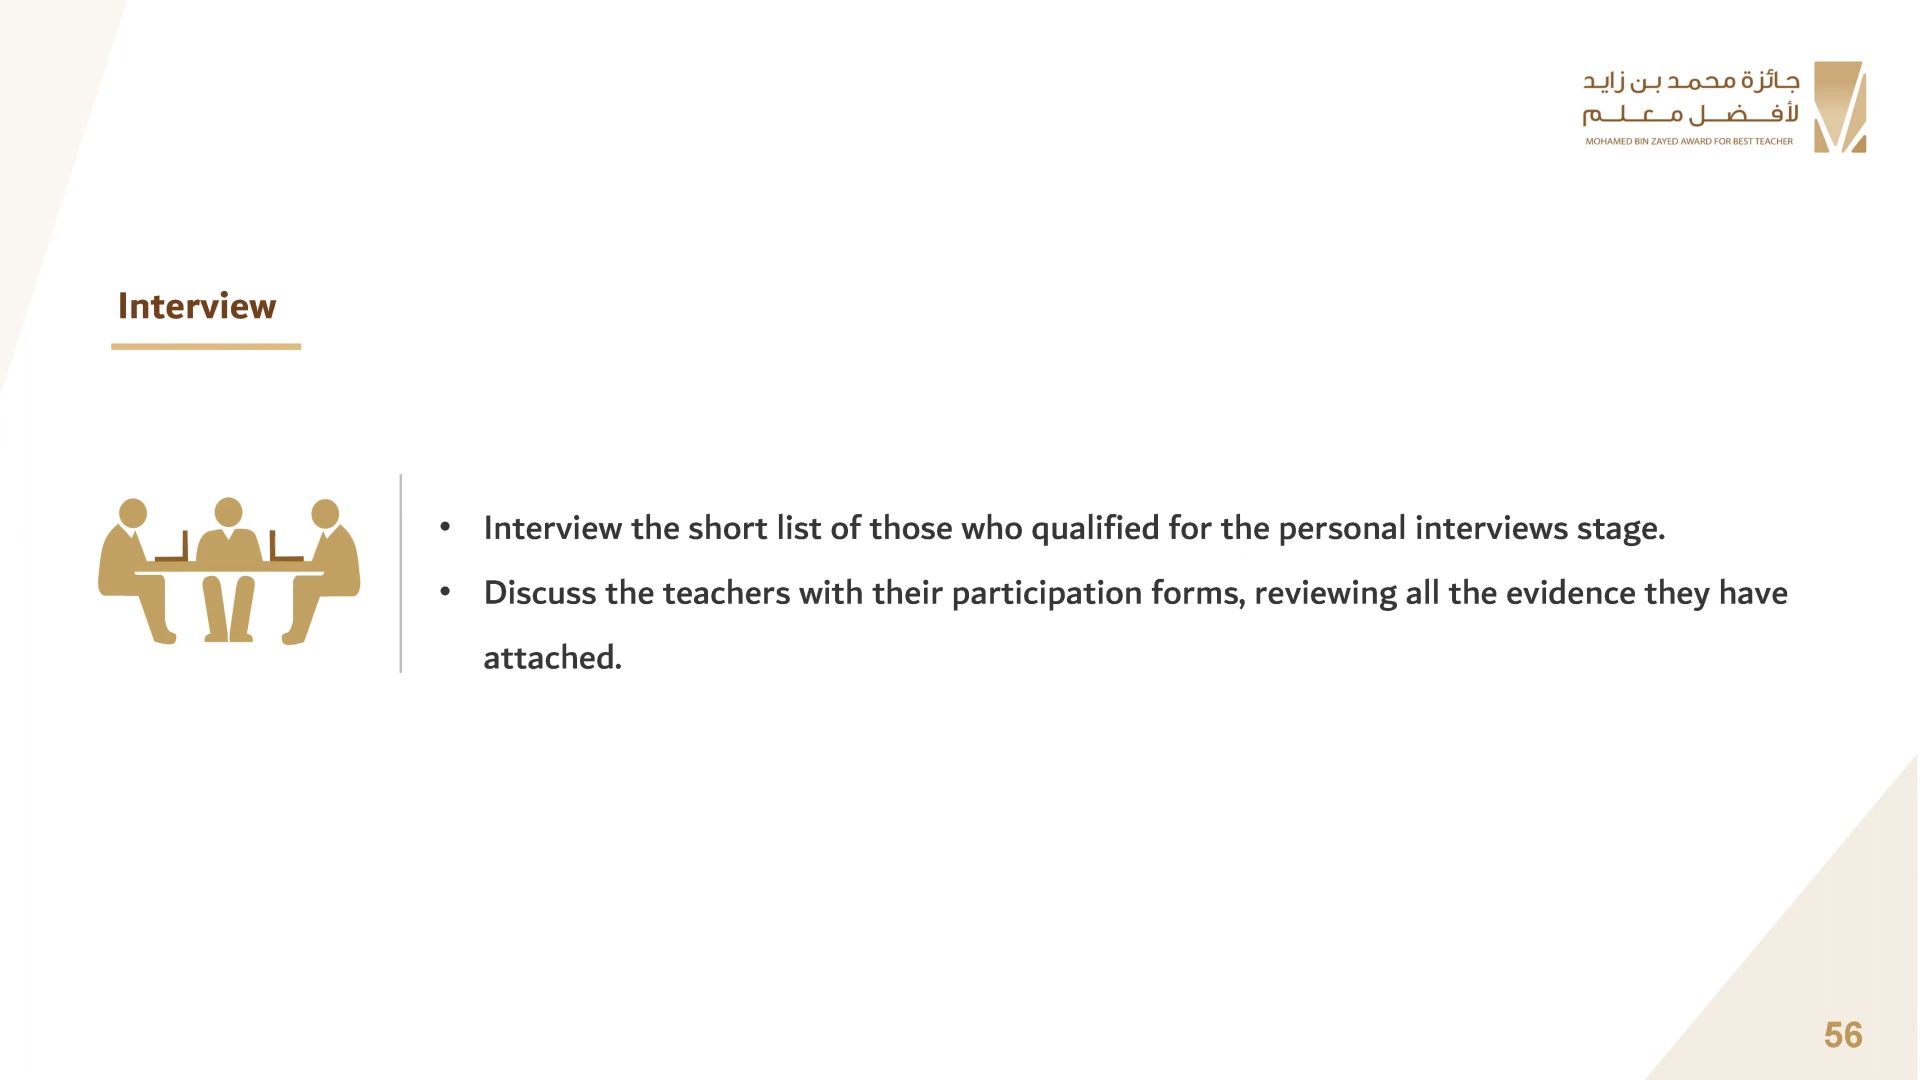 جائزة محمد بن زايد
لأفضل معلم
MOHAMED BIN ZAYED AWARD FOR BEST TEACHER
Interview
• Interview the short list of those who qualified for the personal interviews stage.
• Discuss the teachers with their participation forms, reviewing all the evidence they have
attached.
56